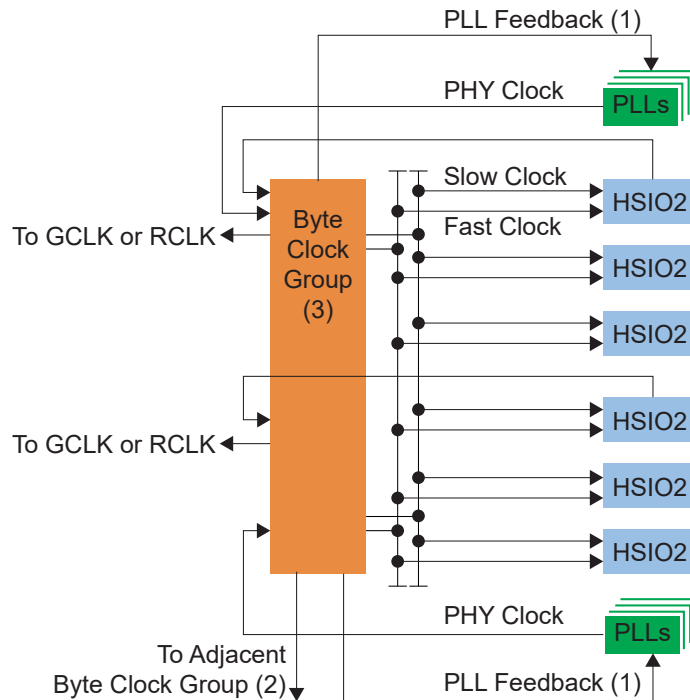 PLL Feedback (1)
PHY Clock
PLLs
Slow Clock
HSIO2
Byte
Clock
Group
(3)
To GCLK or RCLK
Fast Clock
HSIO2
HSIO2
HSIO2
To GCLK or RCLK
HSIO2
HSIO2
PHY Clock
PLLs
To Adjacent
Byte Clock Group (2)
PLL Feedback (1)